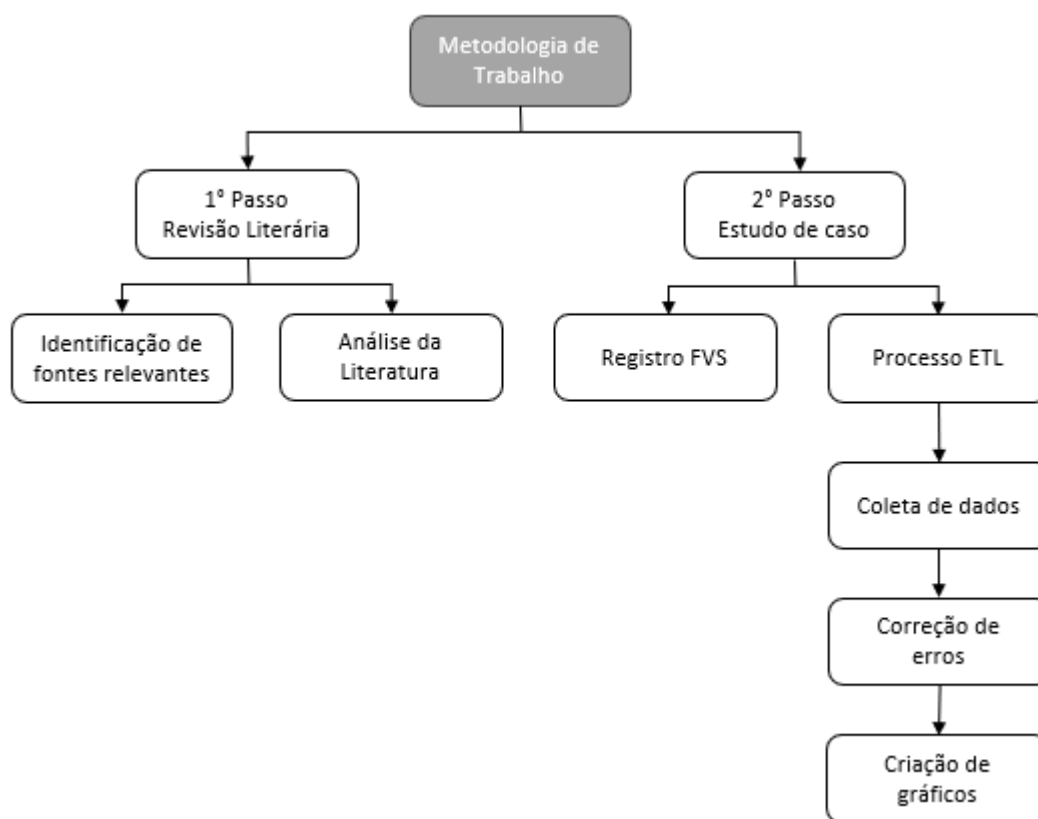 Metodologia de
Trabalho
1º Passo
Revisão Literária
2º Passo
Estudo de caso
Identificação de
fontes relevantes
Análise da
Literatura
Registro FVS
Processo ETL
Coleta de dados
Correção de
erros
Criação de
gráficos